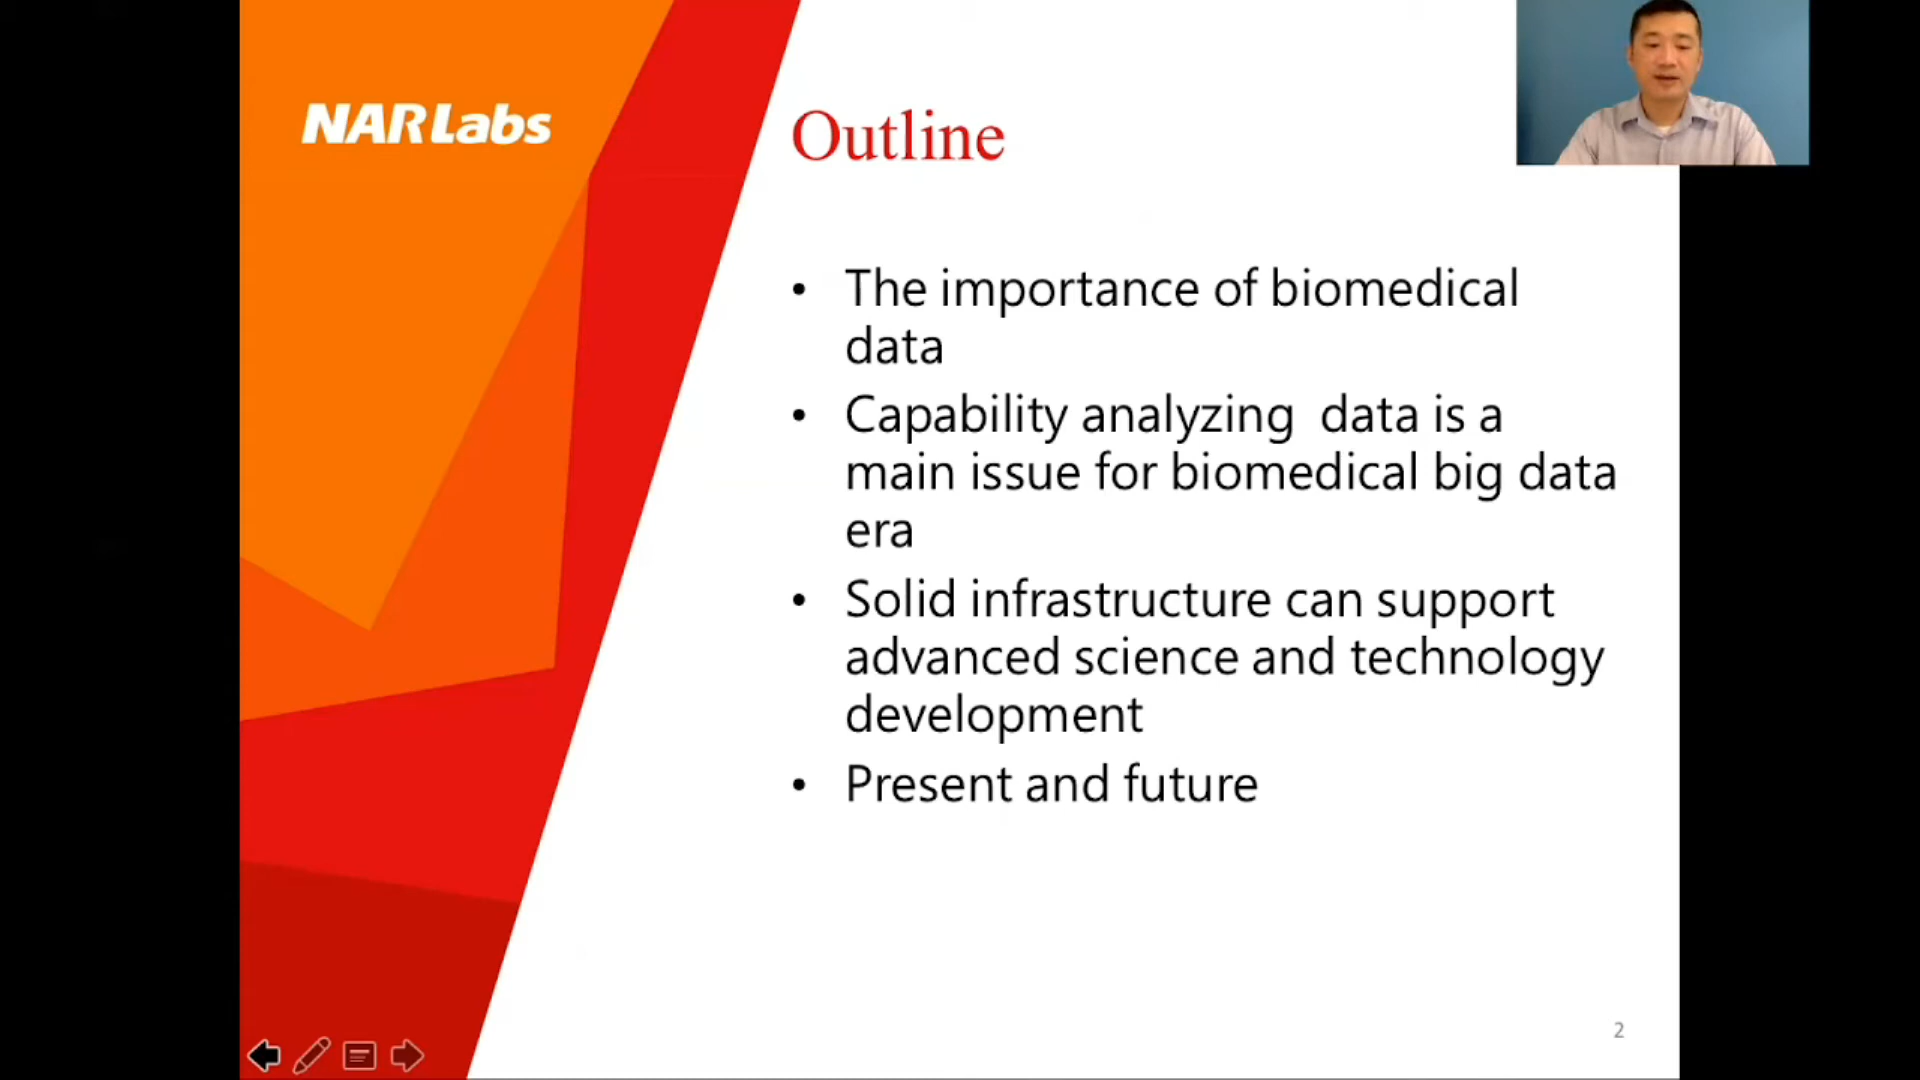 NARLabs
Outline
• The importance of biomedical
data
• Capability analyzing  data is a
main issue for biomedical big data
era
• Solid infrastructure can support
advanced science and technology
development
• Present and future
2